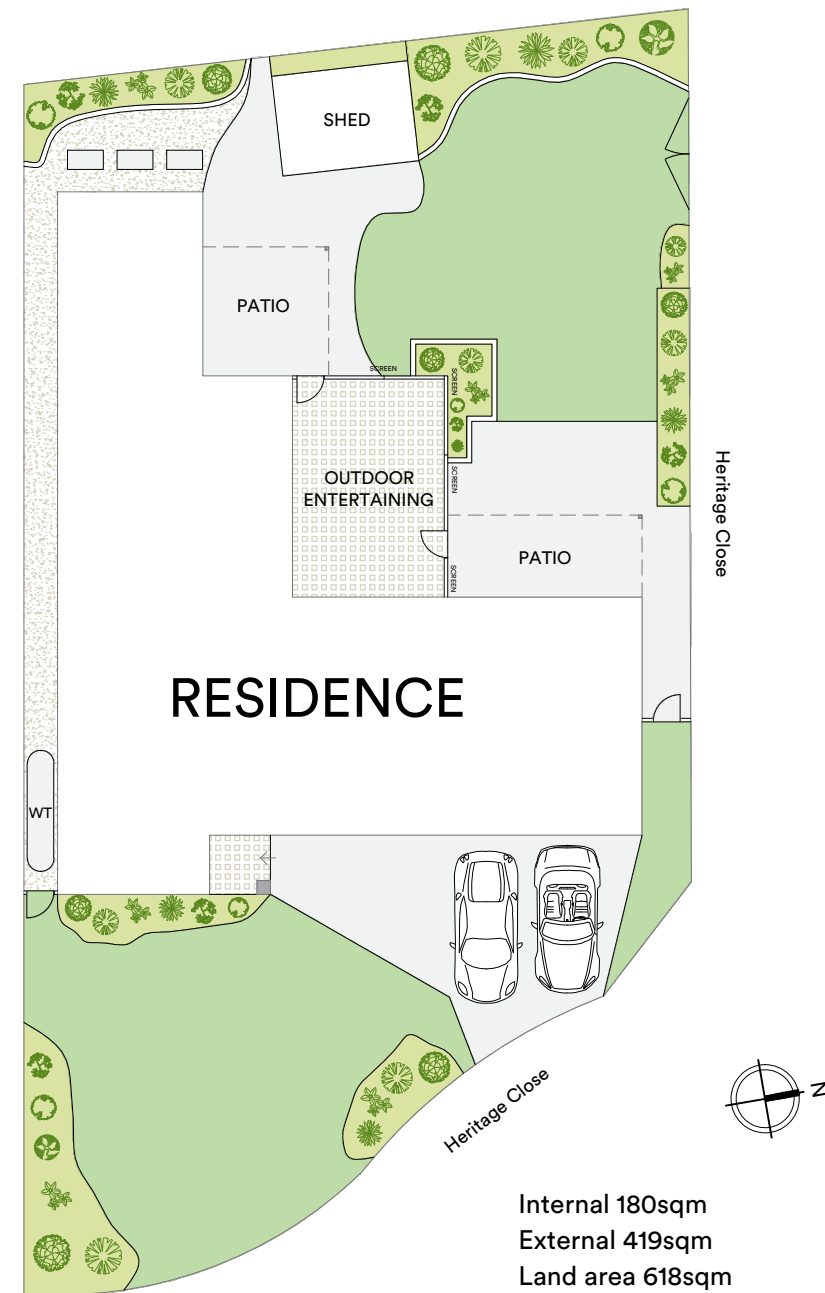 SHED
PATIO
SCREEN
SCREEN
OUTDOOR
ENTERTAINING
SCREEN
PATIO
SCREEN
Heritage Close
RESIDENCE
WT
Heritage Close
N
Internal 180sqm
External 419sqm
Land area 618sqm